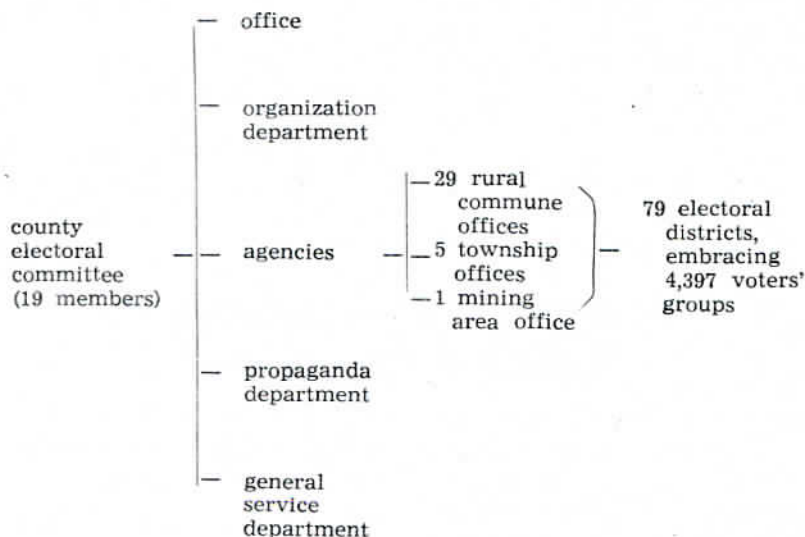 county
electoral
committee
(19 members)
office
organization
department
agencies
propaganda
department
general
service
department
29 rural
commune
offices
5 township
offices
1 mining
area office
79 electoral
districts,
embracing
4,397 voters'
groups